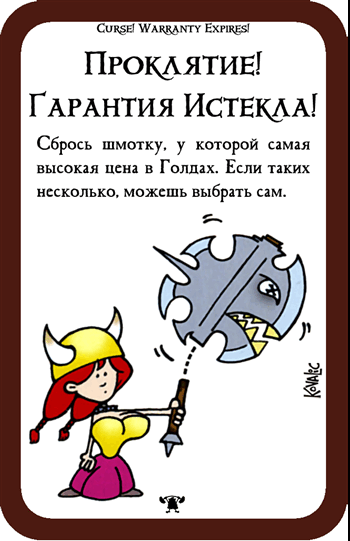 Curse! Warranty Expires!
Проклятие!
Гарантия Истекла!
Сбрось шмотку, у которой самая
высокая цена в Голдах. Если таких
несколько, можешь выбрать сам.
Kovalic